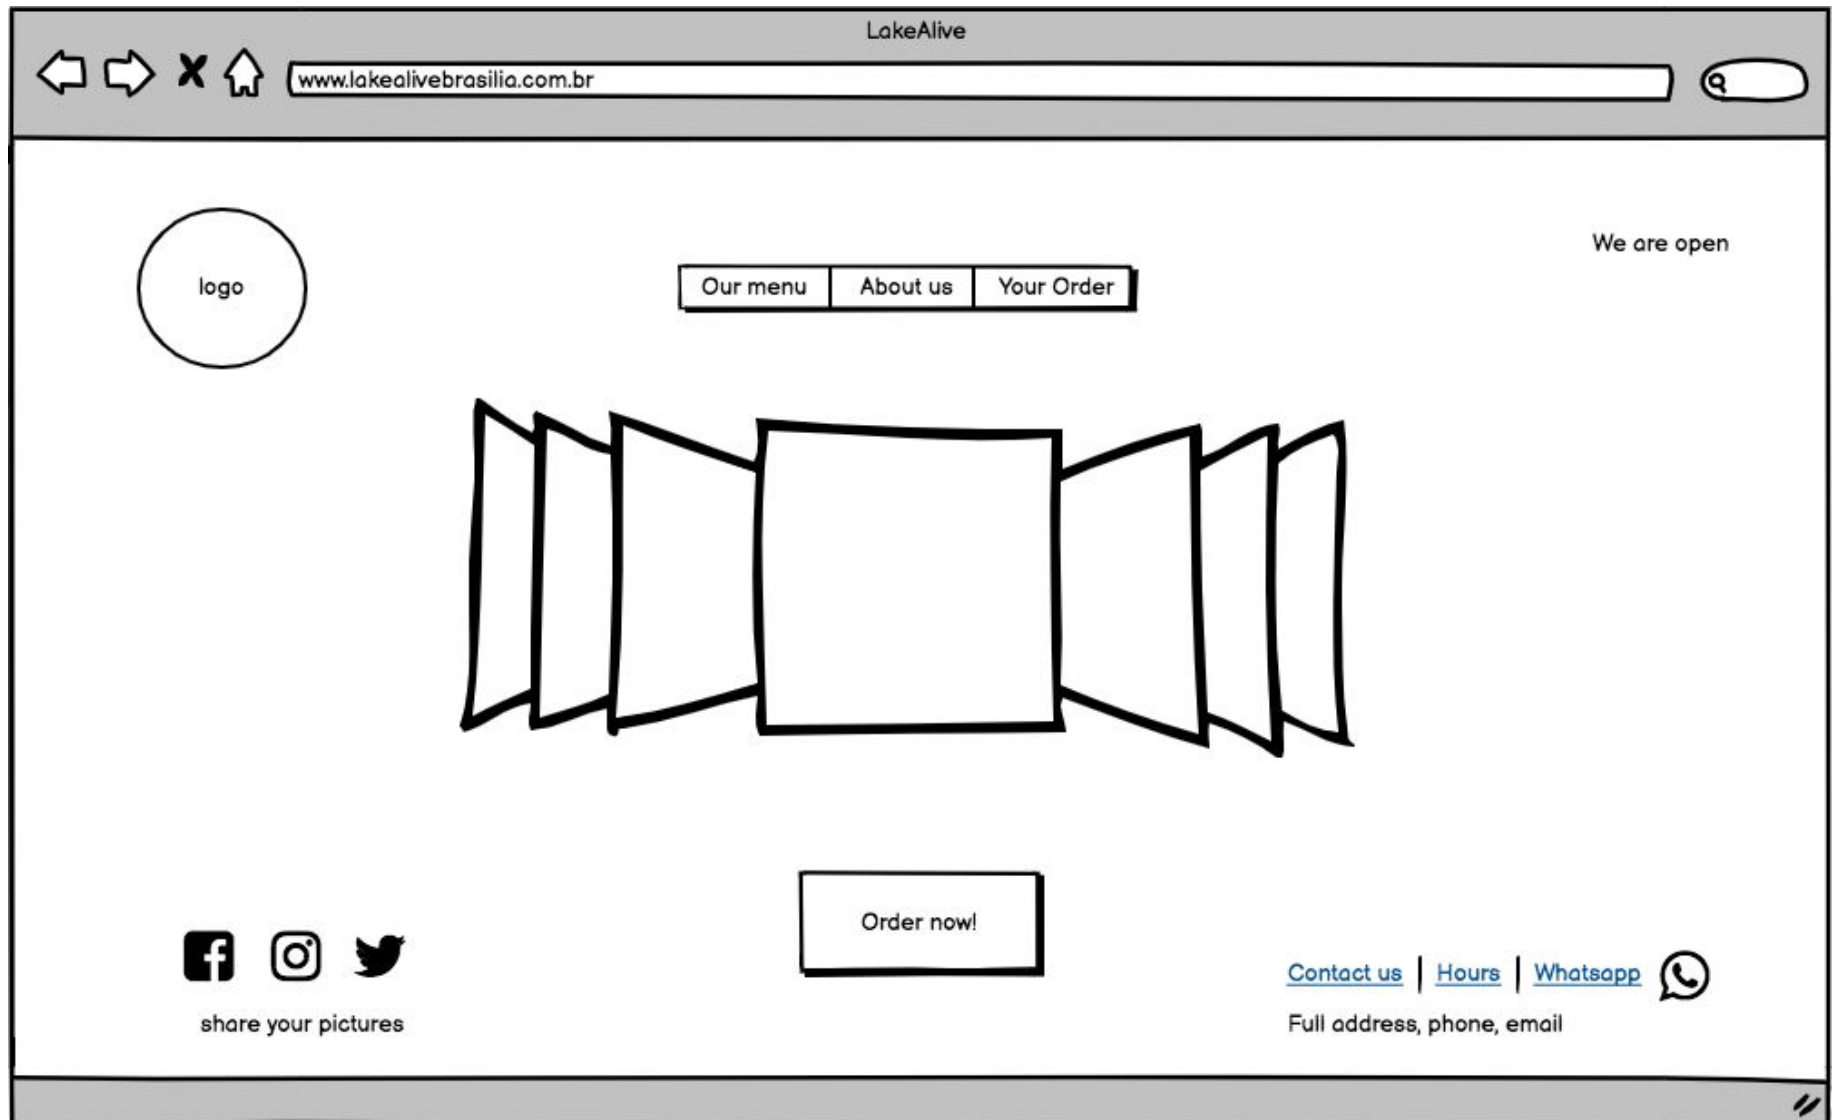 LakeAlive
www.lakealivebrasilia.com.br
We are open
logo
Our menu
About us
Your Order
Order now!
Contact us
Hours
Whatsapp
share your pictures
Full address, phone, email